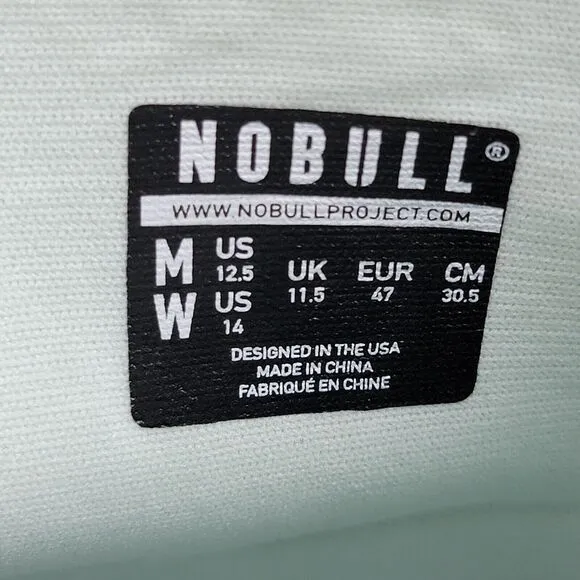 NOBULL®
WWW.NOBULLPROJECT.COM
M US 12.5 UK 11.5 EUR 47 CM 30.5
W US 14
DESIGNED IN THE USA
MADE IN CHINA
FABRIQUÉ EN CHINE